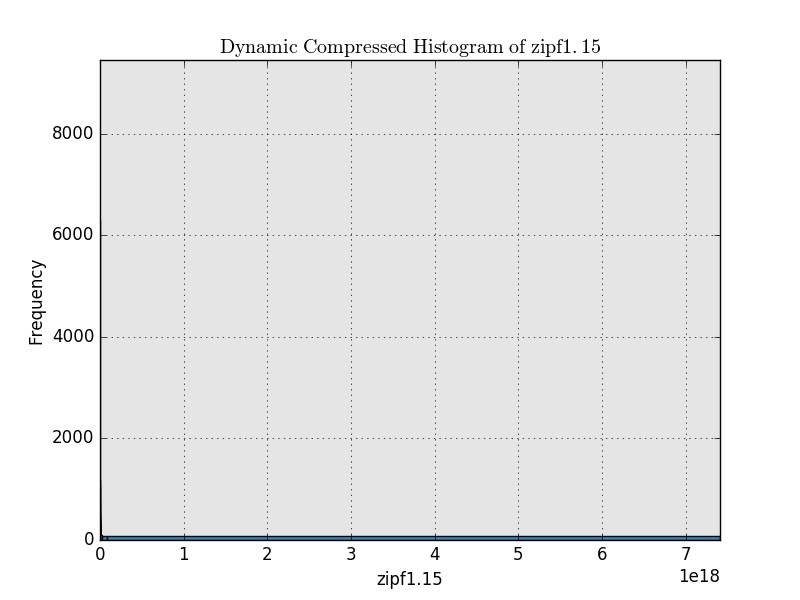 Dynamic Compressed Histogram of zipf1.15
8000
6000
4000
2000
0
Frequency
0 1 2 3 4 5 6 7
1e18
zipf1.15